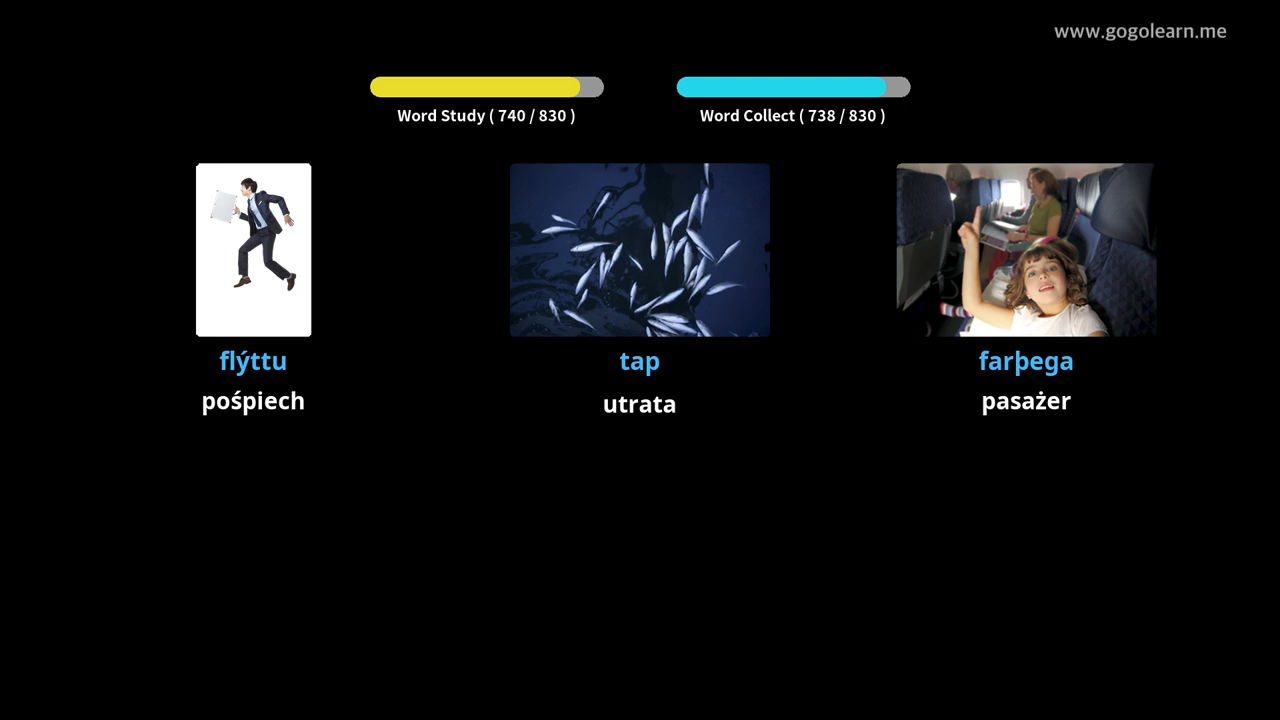 www.gogolearn.me
Word Study ( 740 / 830 )
Word Collect ( 738 / 830 )
flýttu
tap
farþega
pośpiech
utrata
pasażer